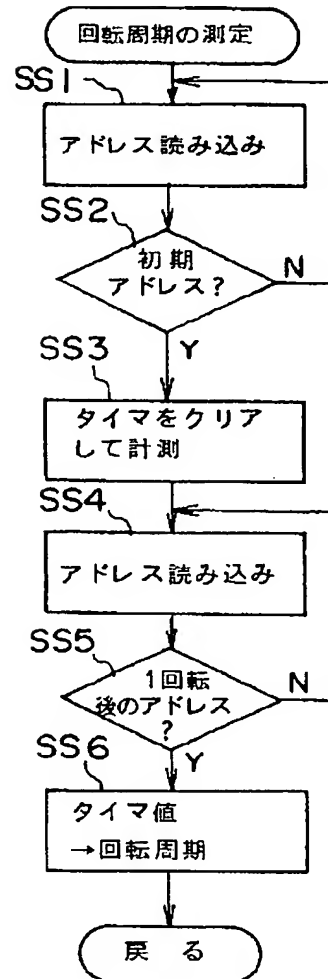 回転周期の測定
SS1
アドレス読み込み
SS2
初期
アドレス?
N
Y
SS3
タイマをクリア
して計測
SS4
アドレス読み込み
SS5
1回転
後のアドレス
?
N
Y
SS6
タイマ値
→回転周期
戻る